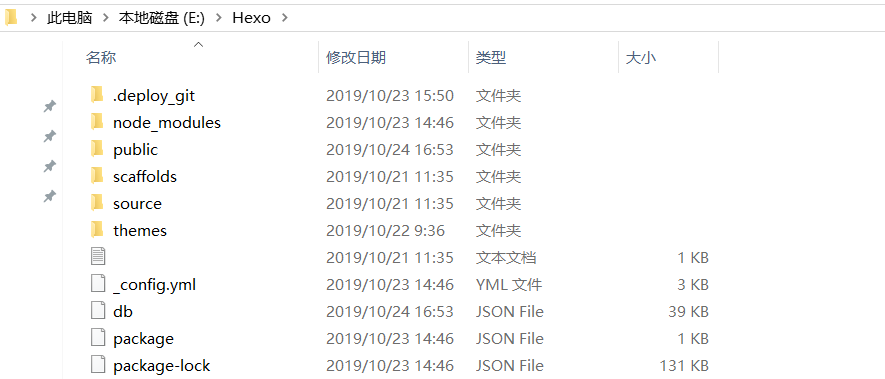 此电脑 > 本地磁盘 (E:) > Hexo >
名称 修改日期 类型 大小
.deploy_git 2019/10/23 15:50 文件夹
node_modules 2019/10/23 14:46 文件夹
public 2019/10/24 16:53 文件夹
scaffolds 2019/10/21 11:35 文件夹
source 2019/10/21 11:35 文件夹
themes 2019/10/22 9:36 文件夹
2019/10/21 11:35 文本文档 1 KB
_config.yml 2019/10/23 14:46 YML 文件 3 KB
db 2019/10/24 16:53 JSON File 39 KB
package 2019/10/23 14:46 JSON File 1 KB
package-lock 2019/10/23 14:46 JSON File 131 KB